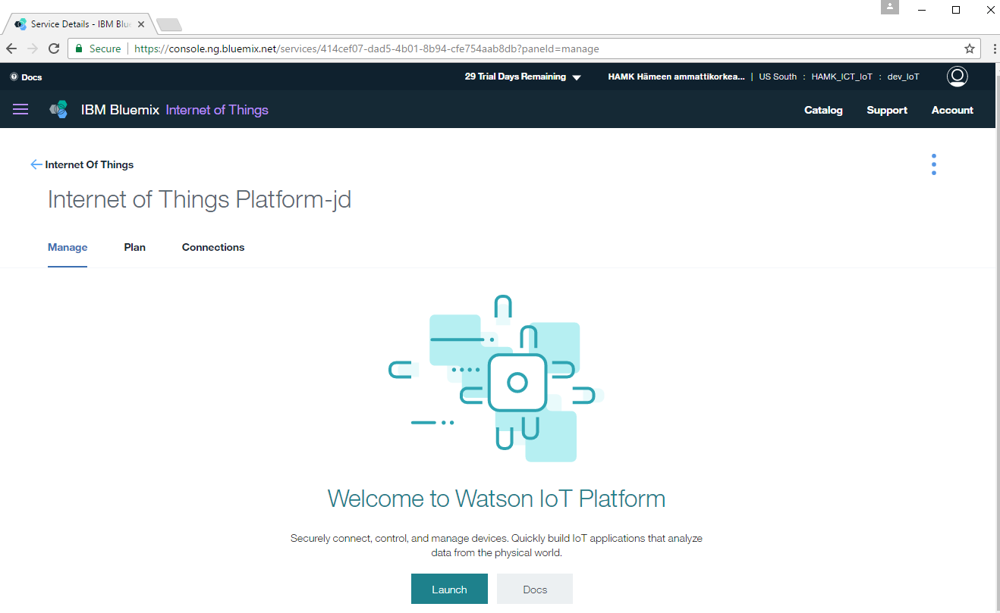 Service Details - IBM Blu
Secure https://console.ng.bluemix.net/services/414cef07-dad5-4b01-8b94-cfe754aab8db?paneId=manage
Docs 29 Trial Days Remaining HAMK Hämeen ammattikorkea... | US South : HAMK_ICT_IoT : dev_IoT
IBM Bluemix Internet of Things Catalog Support Account
Internet Of Things
Internet of Things Platform-jd
Manage Plan Connections
Welcome to Watson IoT Platform
Securely connect, control, and manage devices. Quickly build IoT applications that analyze
data from the physical world.
Launch Docs